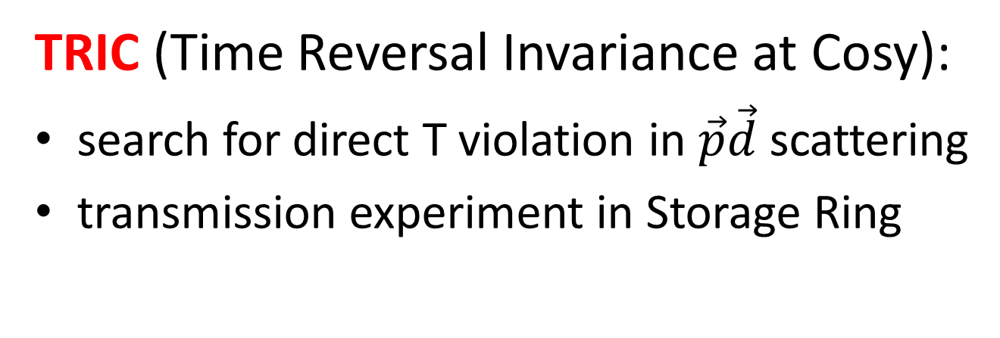 TRIC (Time Reversal Invariance at Cosy):
• search for direct T violation in p⃗d⃗ scattering
• transmission experiment in Storage Ring